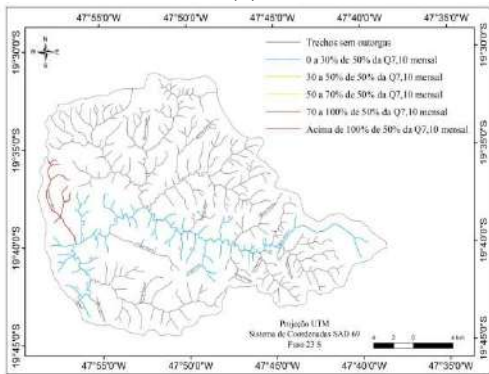 47°55'0"O 47°50'0"O 47°45'0"O 47°40'0"O
N
19°30'0"S
19°35'0"S
19°40'0"S
19°45'0"S
Trechos sem outorgas
0 a 30% de 50% da Q7,10 mensal
30 a 50% de 50% da Q7,10 mensal
50 a 70% de 50% da Q7,10 mensal
70 a 100% de 50% da Q7,10 mensal
Acima de 100% de 50% da Q7,10 mensal
19°30'0"S
19°35'0"S
19°40'0"S
19°45'0"S
Projeção UTM
Sistema de Coordenadas SAD 69
Fuso 23 S
4 2 0 4 km
47°55'0"O 47°50'0"O 47°45'0"O 47°40'0"O 47°35'0"O